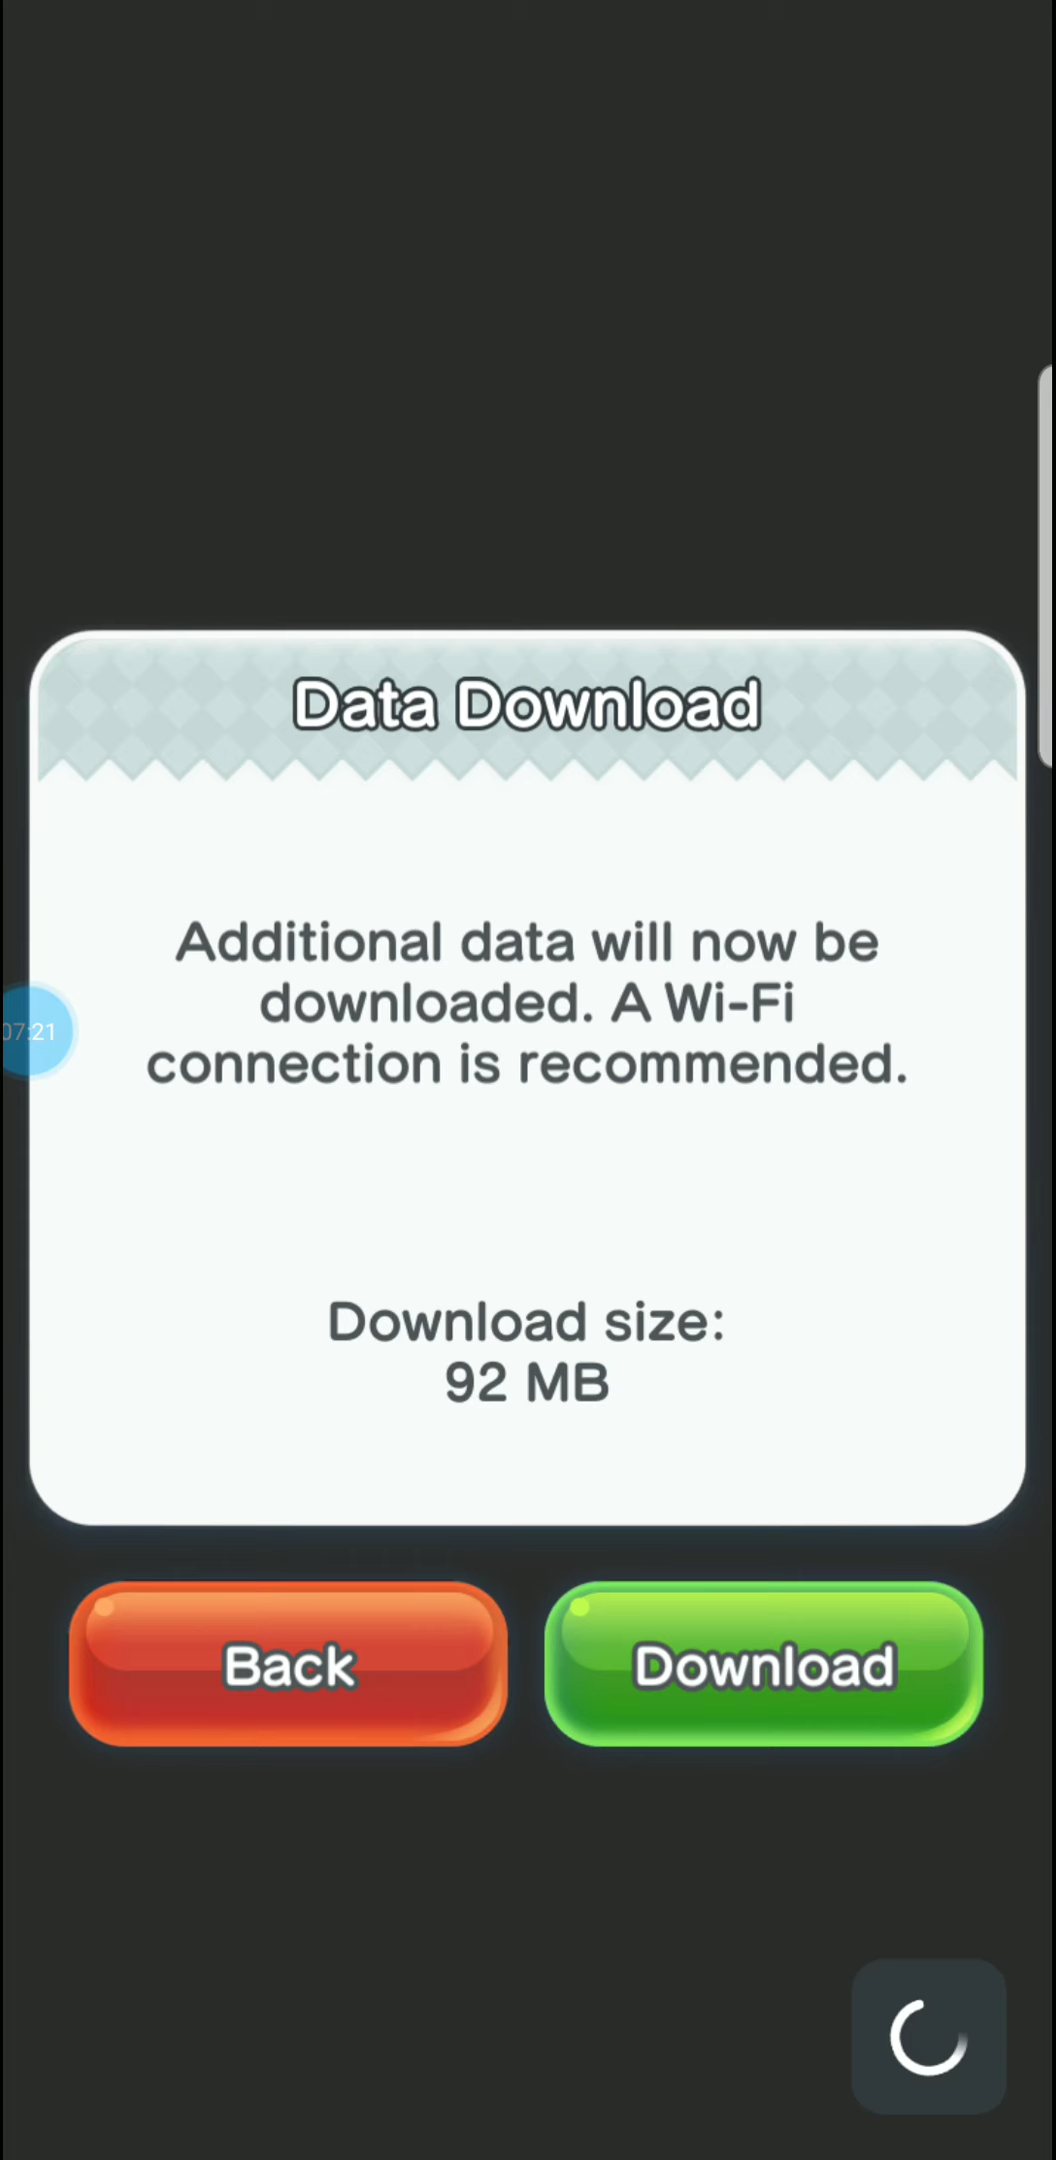 Data Download
Additional data will now be
downloaded. A Wi-Fi
connection is recommended.
07:21
Download size:
92 MB
Back
Download